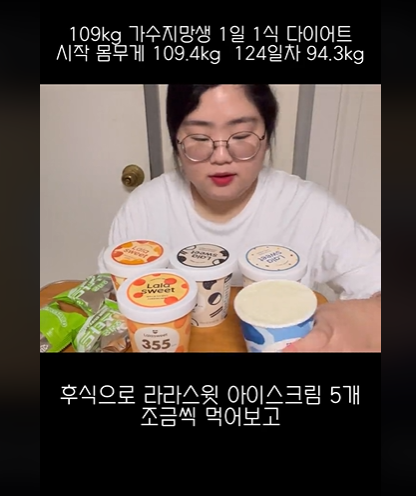 109kg 가수지망생 1일 1식 다이어트
시작 몸무게 109.4kg 124일차 94.3kg
Lala
sweet
Lala
sweet
355
후식으로 라라스윗 아이스크림 5개
조금씩 먹어보고